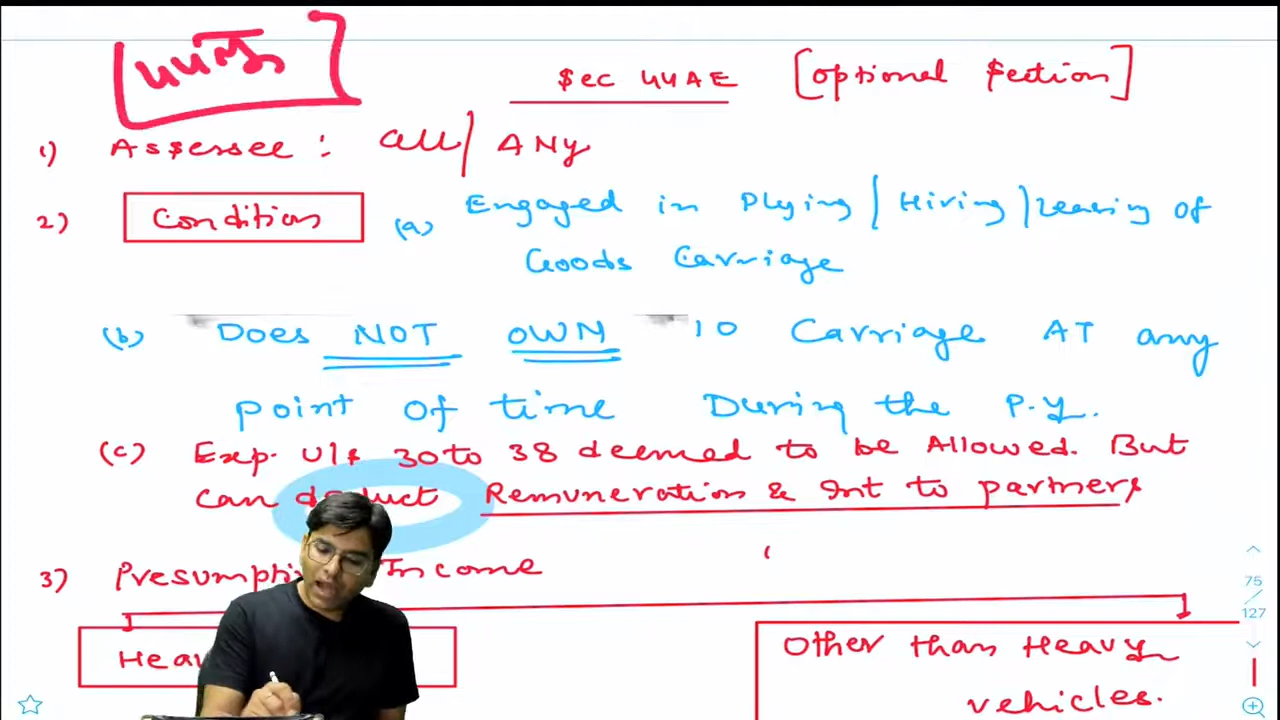 Sec 44AE [optional Section]
1) Assessee : all / ANy
2) Condition (a) Engaged in Plying / Hiring / Leasing of
Goods Carriage
(b) Does NOT OWN 10 Carriage AT any
point of time During the P.Y.
(c) Exp. U/s 30 to 38 deemed to be Allowed. But
can deduct Remuneration & Int to partners
3) Income
Other than Heavy
vehicles.
75
127